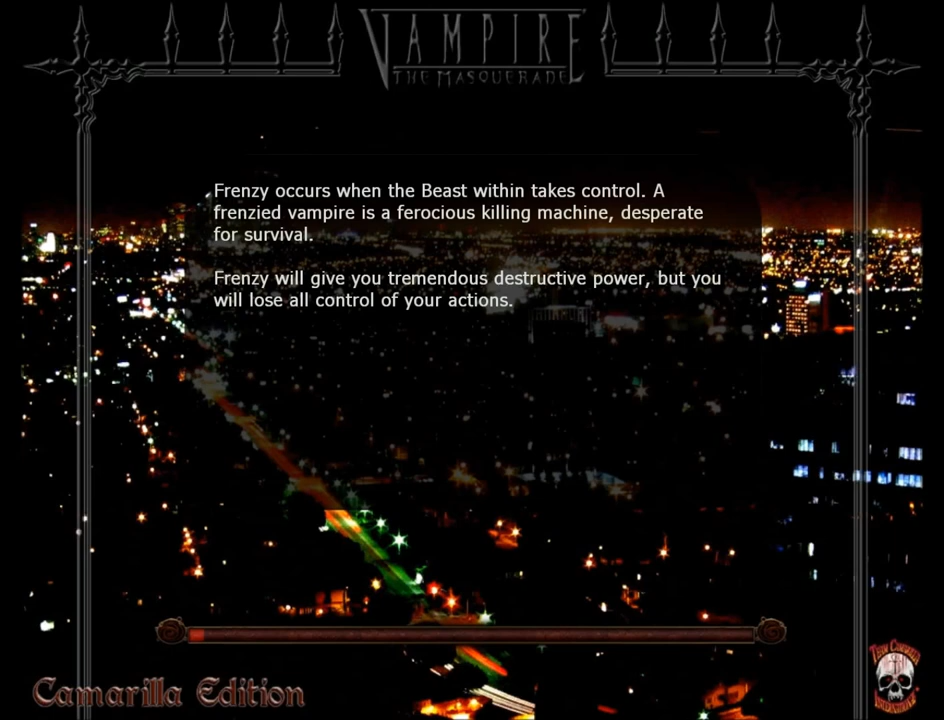 VAMPIRE
THE MASQUERADE
Frenzy occurs when the Beast within takes control. A
frenzied vampire is a ferocious killing machine, desperate
for survival.
Frenzy will give you tremendous destructive power, but you
will lose all control of your actions.
Camarilla Edition